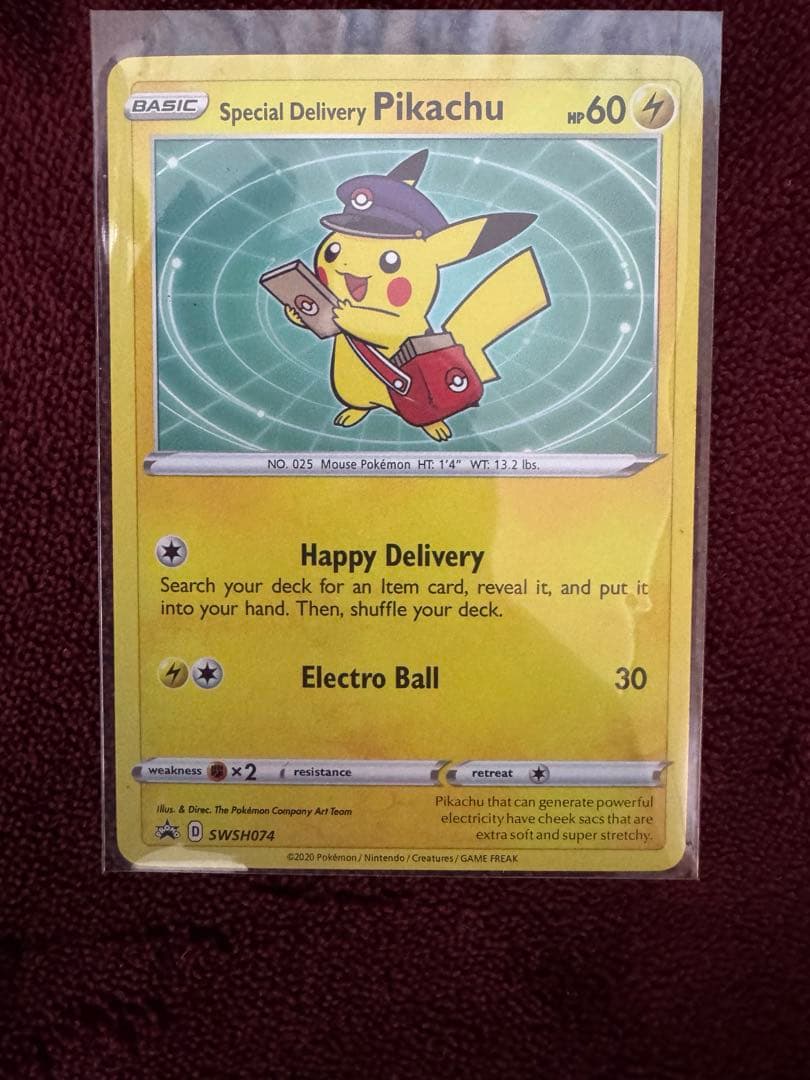 BASIC Special Delivery Pikachu HP 60
NO. 025 Mouse Pokémon HT: 1'4" WT: 13.2 lbs.
Happy Delivery
Search your deck for an Item card, reveal it, and put it
into your hand. Then, shuffle your deck.
Electro Ball 30
weakness ×2 resistance retreat
Illus. & Direc. The Pokémon Company Art Team
D SWSH074
Pikachu that can generate powerful
electricity have cheek sacs that are
extra soft and super stretchy.
©2020 Pokémon / Nintendo / Creatures / GAME FREAK